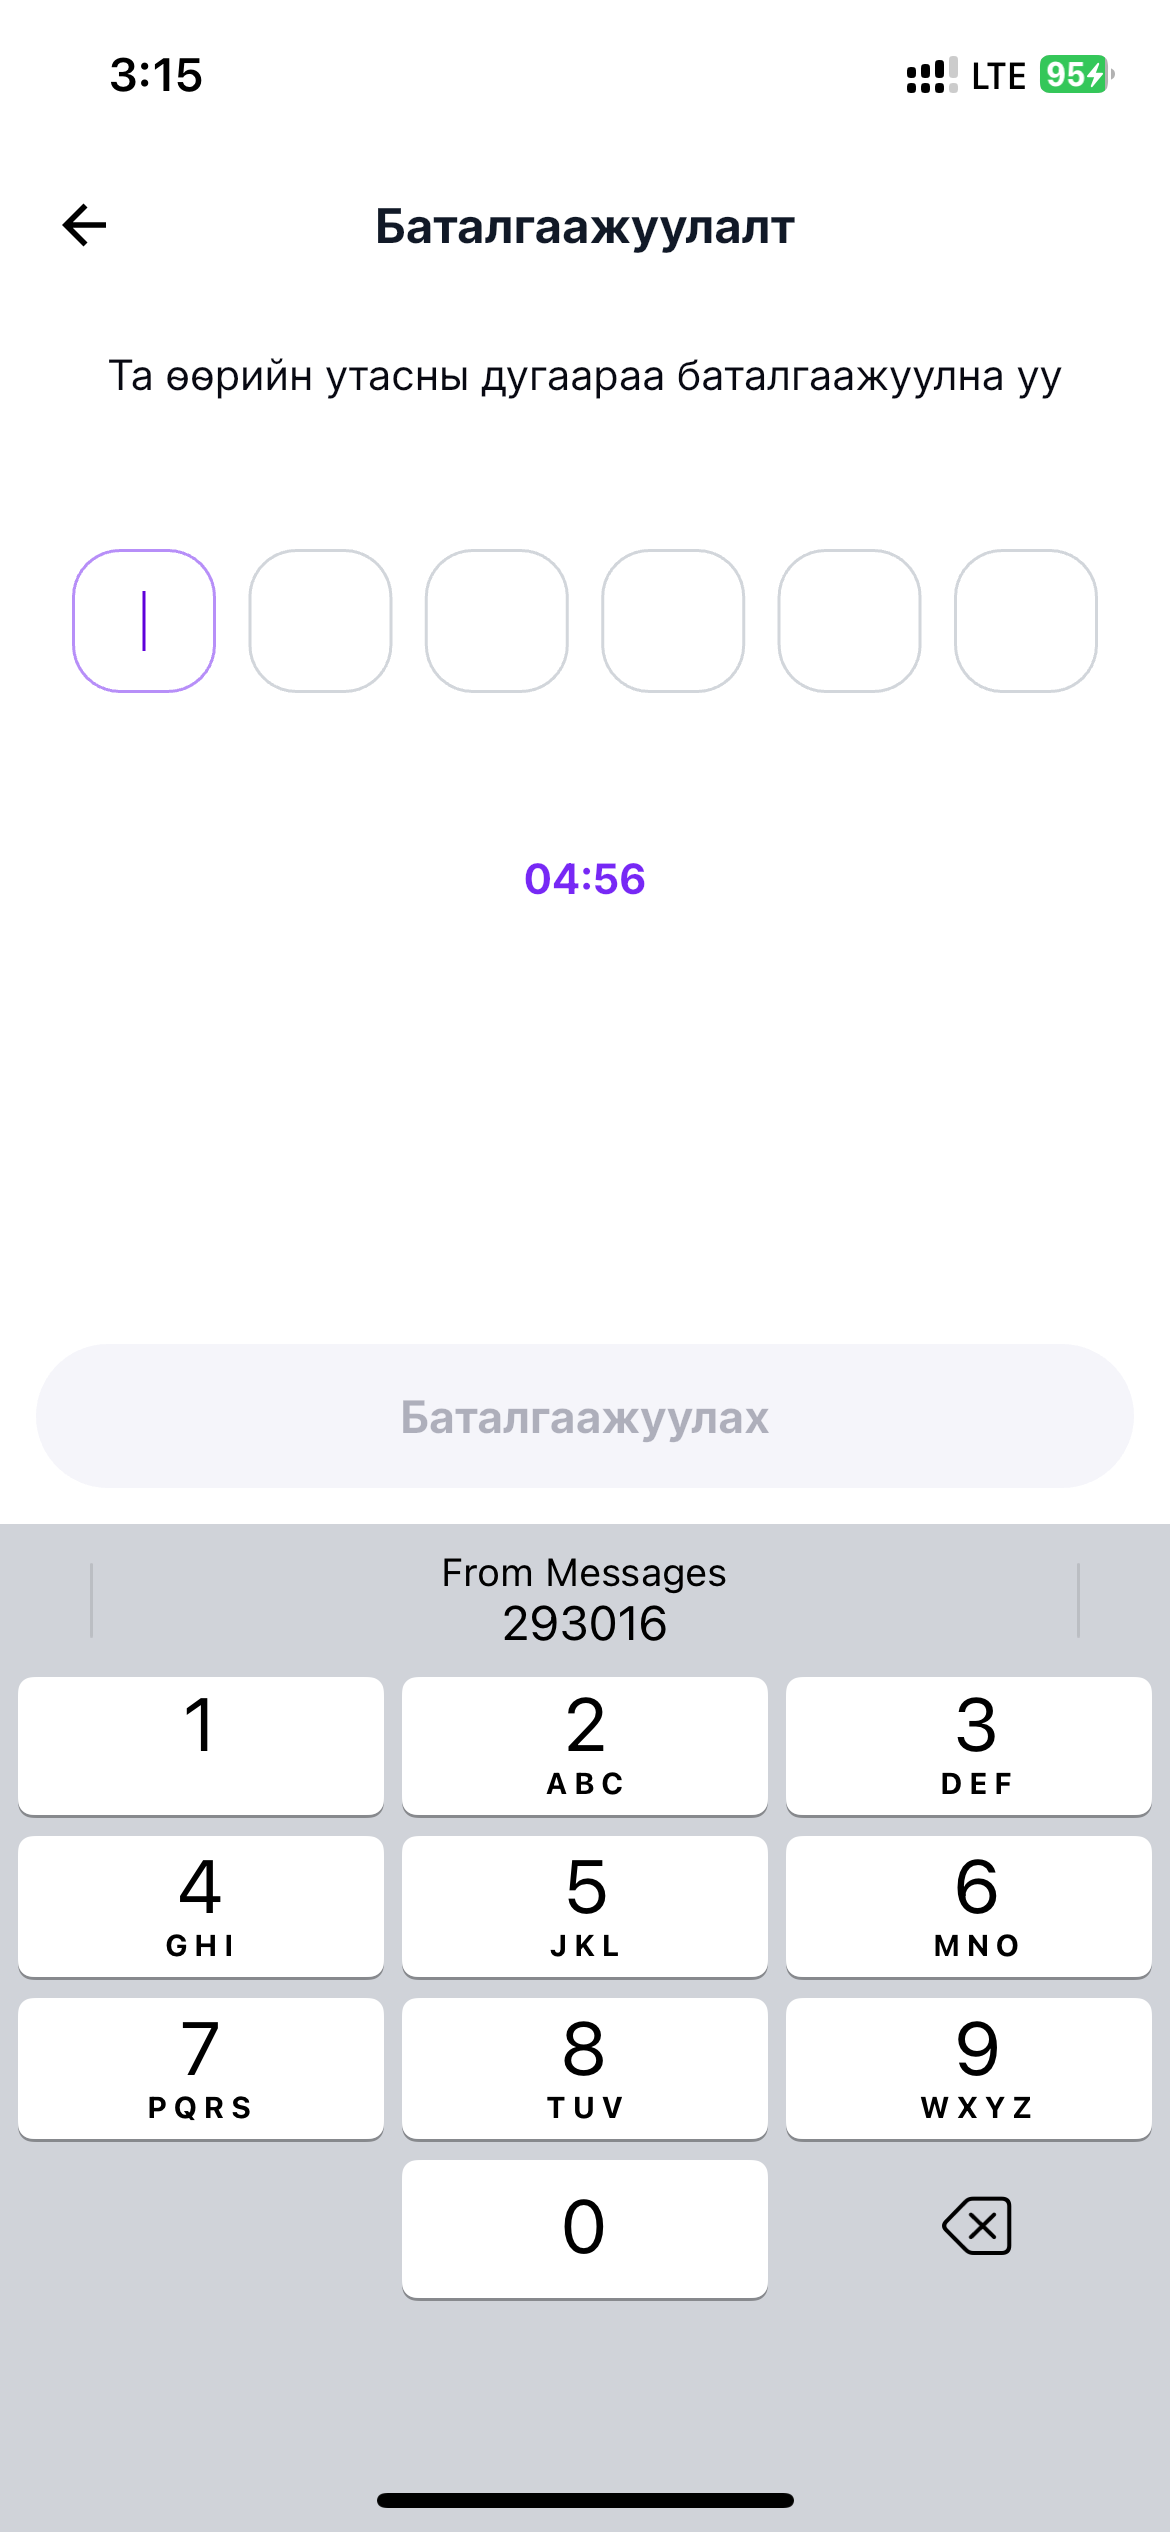 3:15
LTE
95
Баталгаажуулалт
Та өөрийн утасны дугаараа баталгаажуулна уу
04:56
Баталгаажуулах
From Messages
293016
1
2
ABC
3
DEF
4
GHI
5
JKL
6
MNO
7
PQRS
8
TUV
9
WXYZ
0